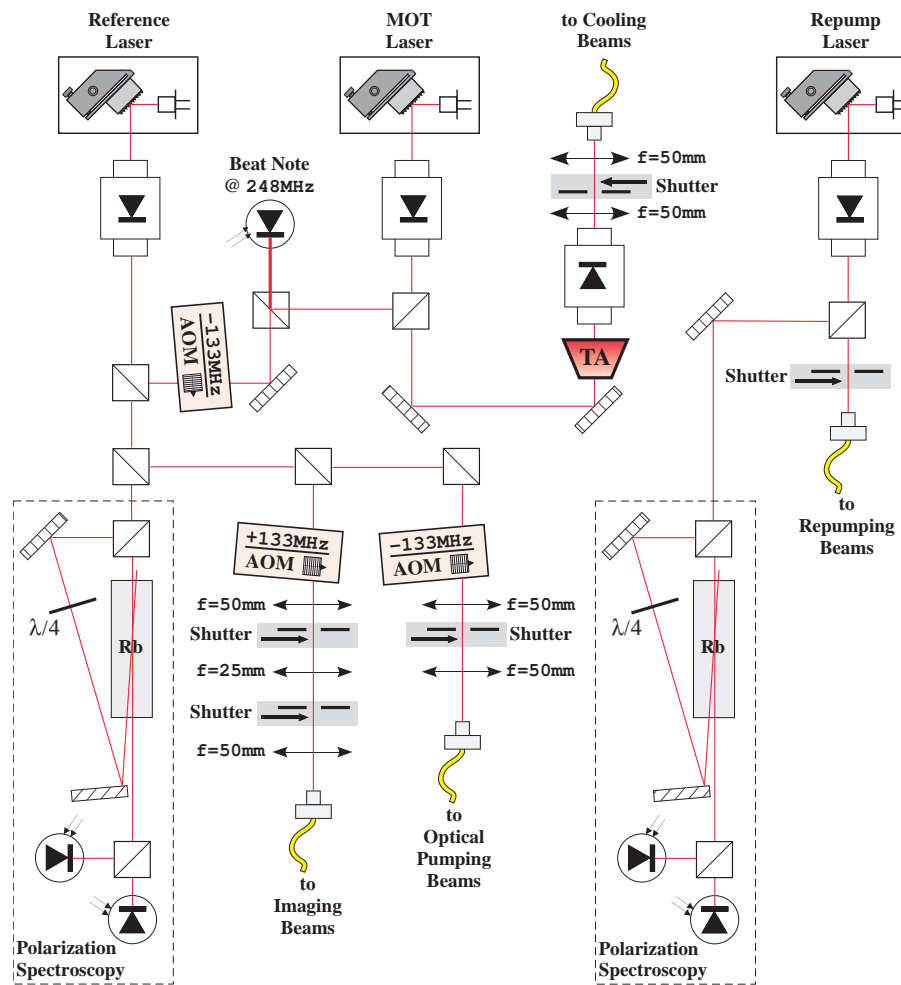 Reference
Laser
MOT
Laser
to Cooling
Beams
Repump
Laser
Beat Note
@ 248MHz
f=50mm
Shutter
f=50mm
−133MHz
AOM
TA
Shutter
to
Repumping
Beams
+133MHz
AOM
−133MHz
AOM
λ/4
Rb
f=50mm
Shutter
f=25mm
Shutter
f=50mm
f=50mm
Shutter
f=50mm
λ/4
Rb
to
Optical
Pumping
Beams
to
Imaging
Beams
Polarization
Spectroscopy
Polarization
Spectroscopy